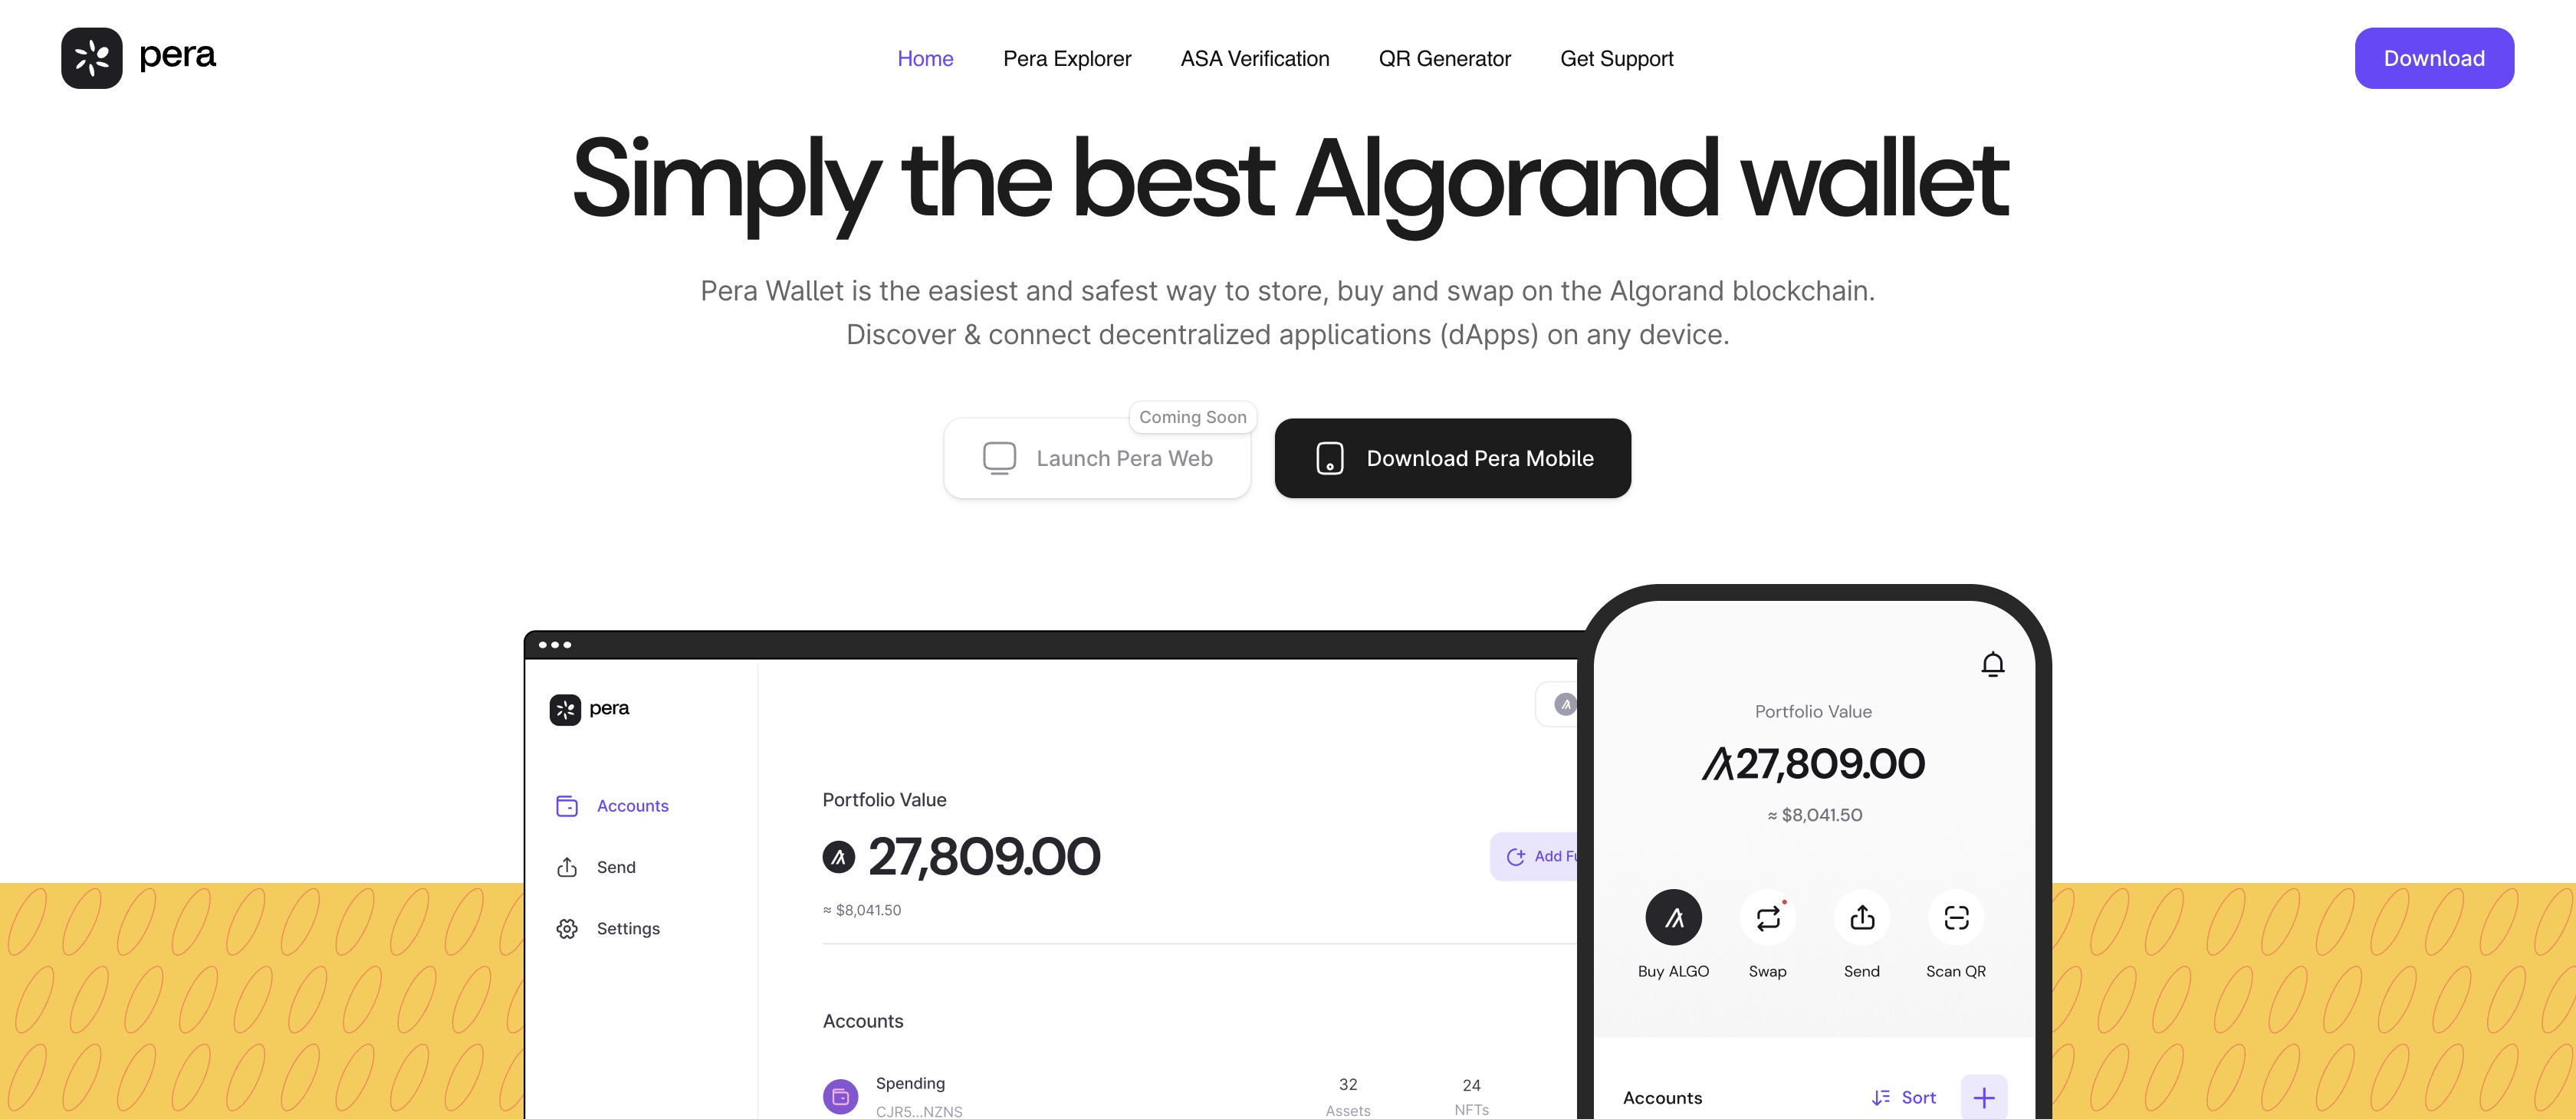 pera
Home
Pera Explorer
ASA Verification
QR Generator
Get Support
Download
Simply the best Algorand wallet
Pera Wallet is the easiest and safest way to store, buy and swap on the Algorand blockchain.
Discover & connect decentralized applications (dApps) on any device.
Coming Soon
Launch Pera Web
Download Pera Mobile
pera
Accounts
Send
Settings
Portfolio Value
27,809.00
≈ $8,041.50
Add Fu
Accounts
Spending
CJR5...NZNS
32
Assets
24
NFTs
Portfolio Value
27,809.00
≈ $8,041.50
Buy ALGO
Swap
Send
Scan QR
Accounts
Sort